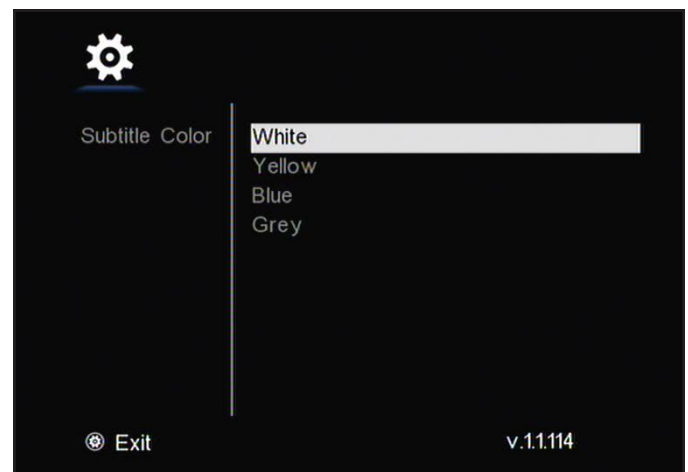 Subtitle Color
White
Yellow
Blue
Grey
Exit
v.1.1.114